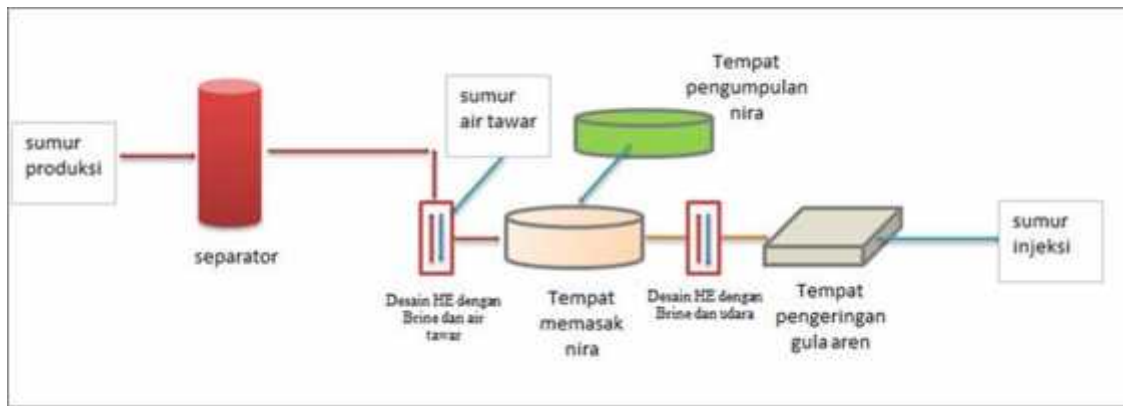 sumur
produksi
separator
sumur
air tawar
Tempat
pengumpulan
nira
Desain HE dengan
Brine dan air
tawar
Tempat
memasak
nira
Desain HE dengan
Brine dan udara
Tempat
pengeringan
gula aren
sumur
injeksi